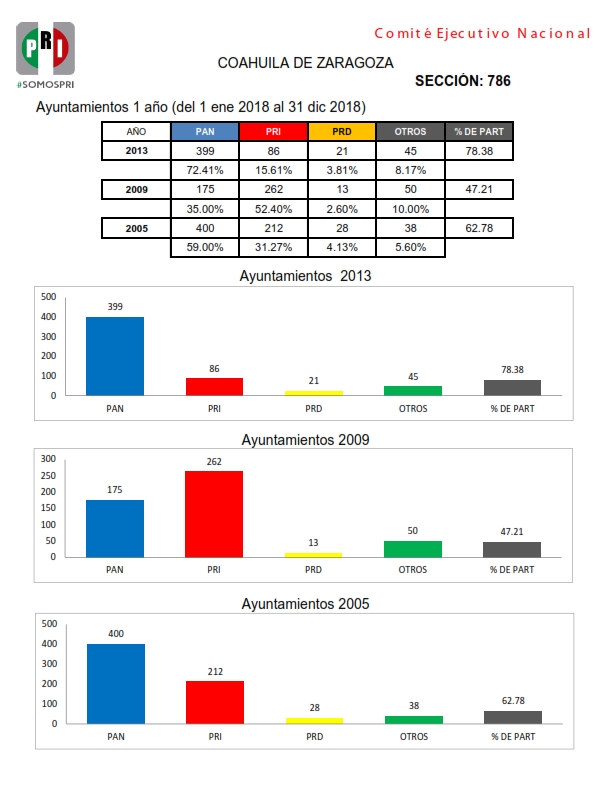 Comité Ejecutivo Nacional
PRI
#SOMOSPRI
COAHUILA DE ZARAGOZA
SECCIÓN: 786
Ayuntamientos 1 año (del 1 ene 2018 al 31 dic 2018)
AÑO PAN PRI PRD OTROS % DE PART
2013 399 86 21 45 78.38
72.41% 15.61% 3.81% 8.17%
2009 175 262 13 50 47.21
35.00% 52.40% 2.60% 10.00%
2005 400 212 28 38 62.78
59.00% 31.27% 4.13% 5.60%
Ayuntamientos 2013
500
400
300
200
100
0
399 86 21 45 78.38
PAN PRI PRD OTROS % DE PART
Ayuntamientos 2009
300
250
200
150
100
50
0
175 262 13 50 47.21
PAN PRI PRD OTROS % DE PART
Ayuntamientos 2005
500
400
300
200
100
0
400 212 28 38 62.78
PAN PRI PRD OTROS % DE PART